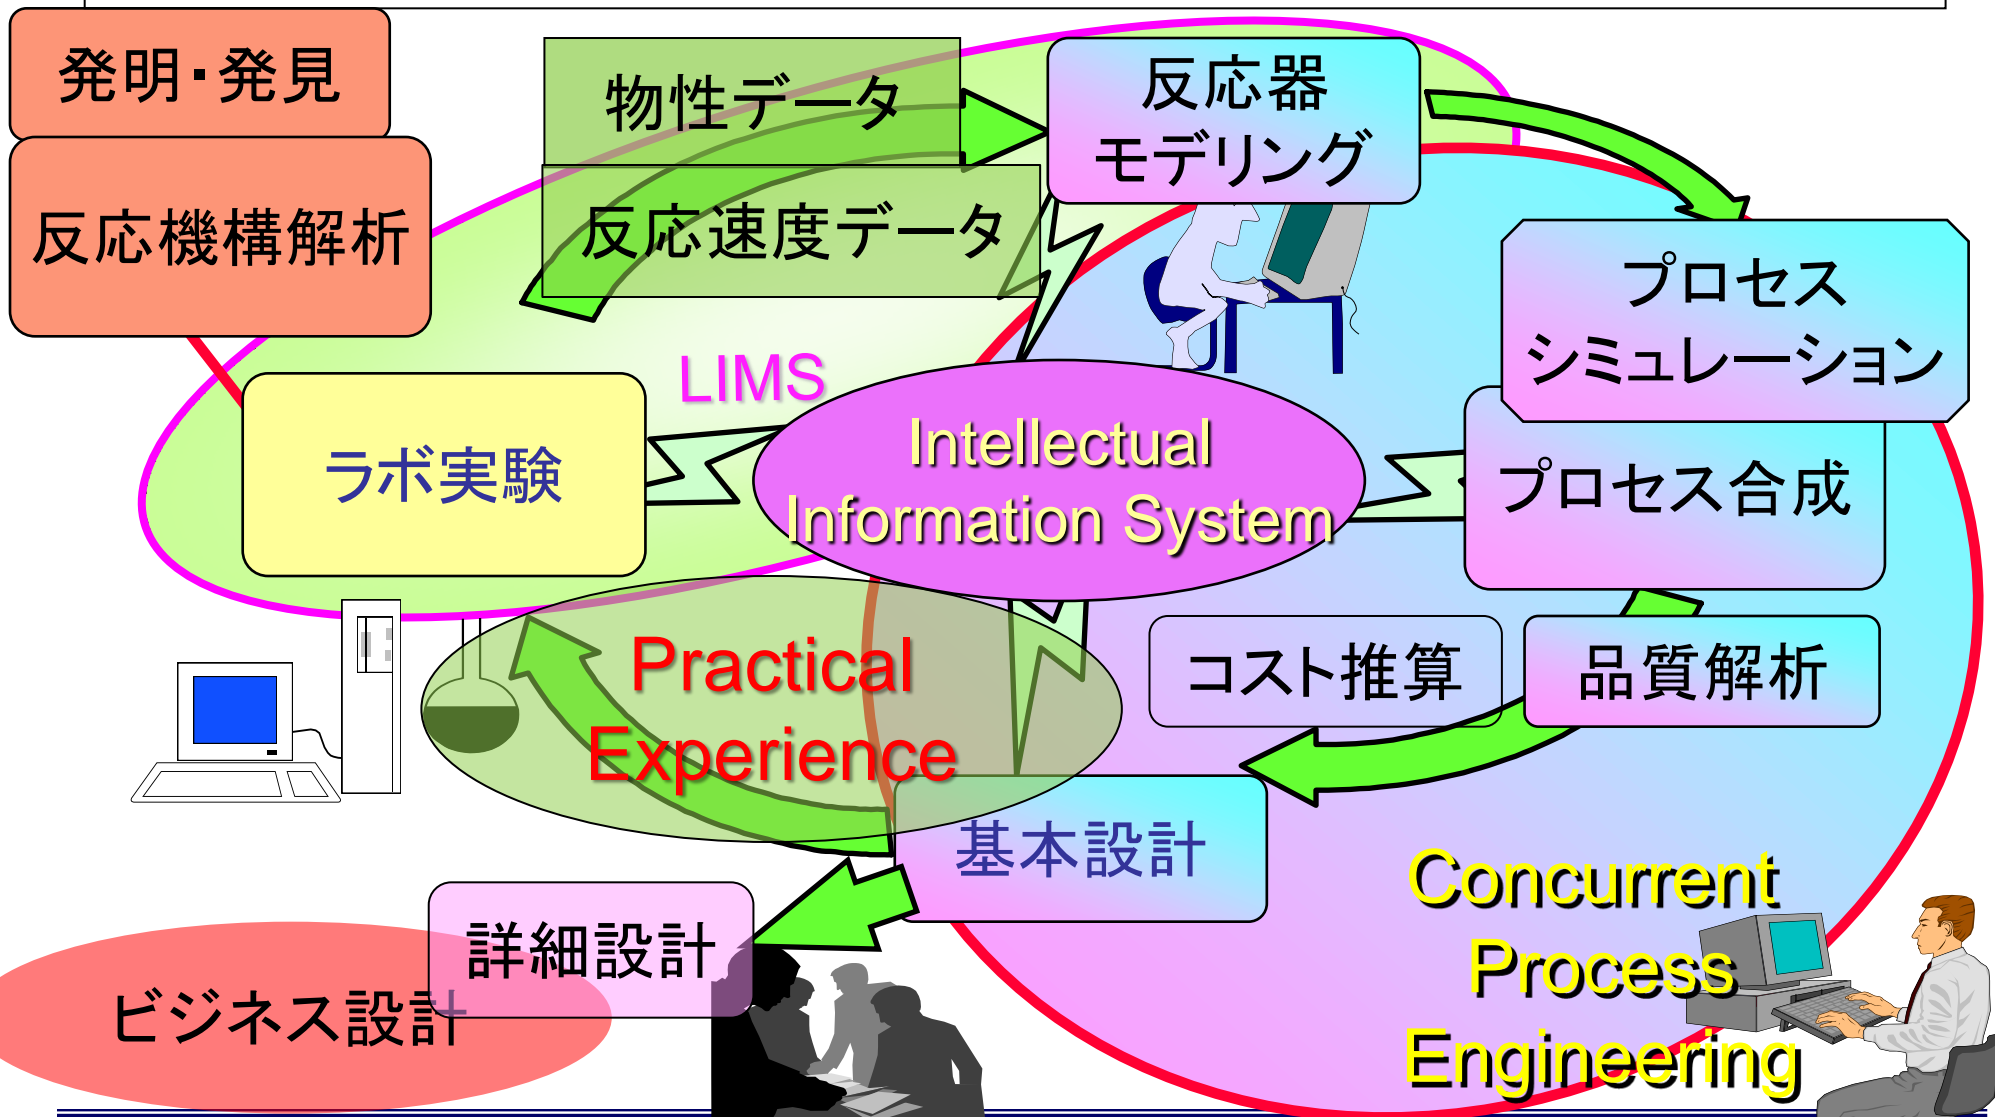 発明・発見
反応機構解析
物性データ
反応速度データ
反応器
モデリング
プロセス
シミュレーション
LIMS
ラボ実験
Intellectual
Information System
プロセス合成
Practical
Experience
コスト推算
品質解析
基本設計
詳細設計
ビジネス設計
Concurrent
Process
Engineering